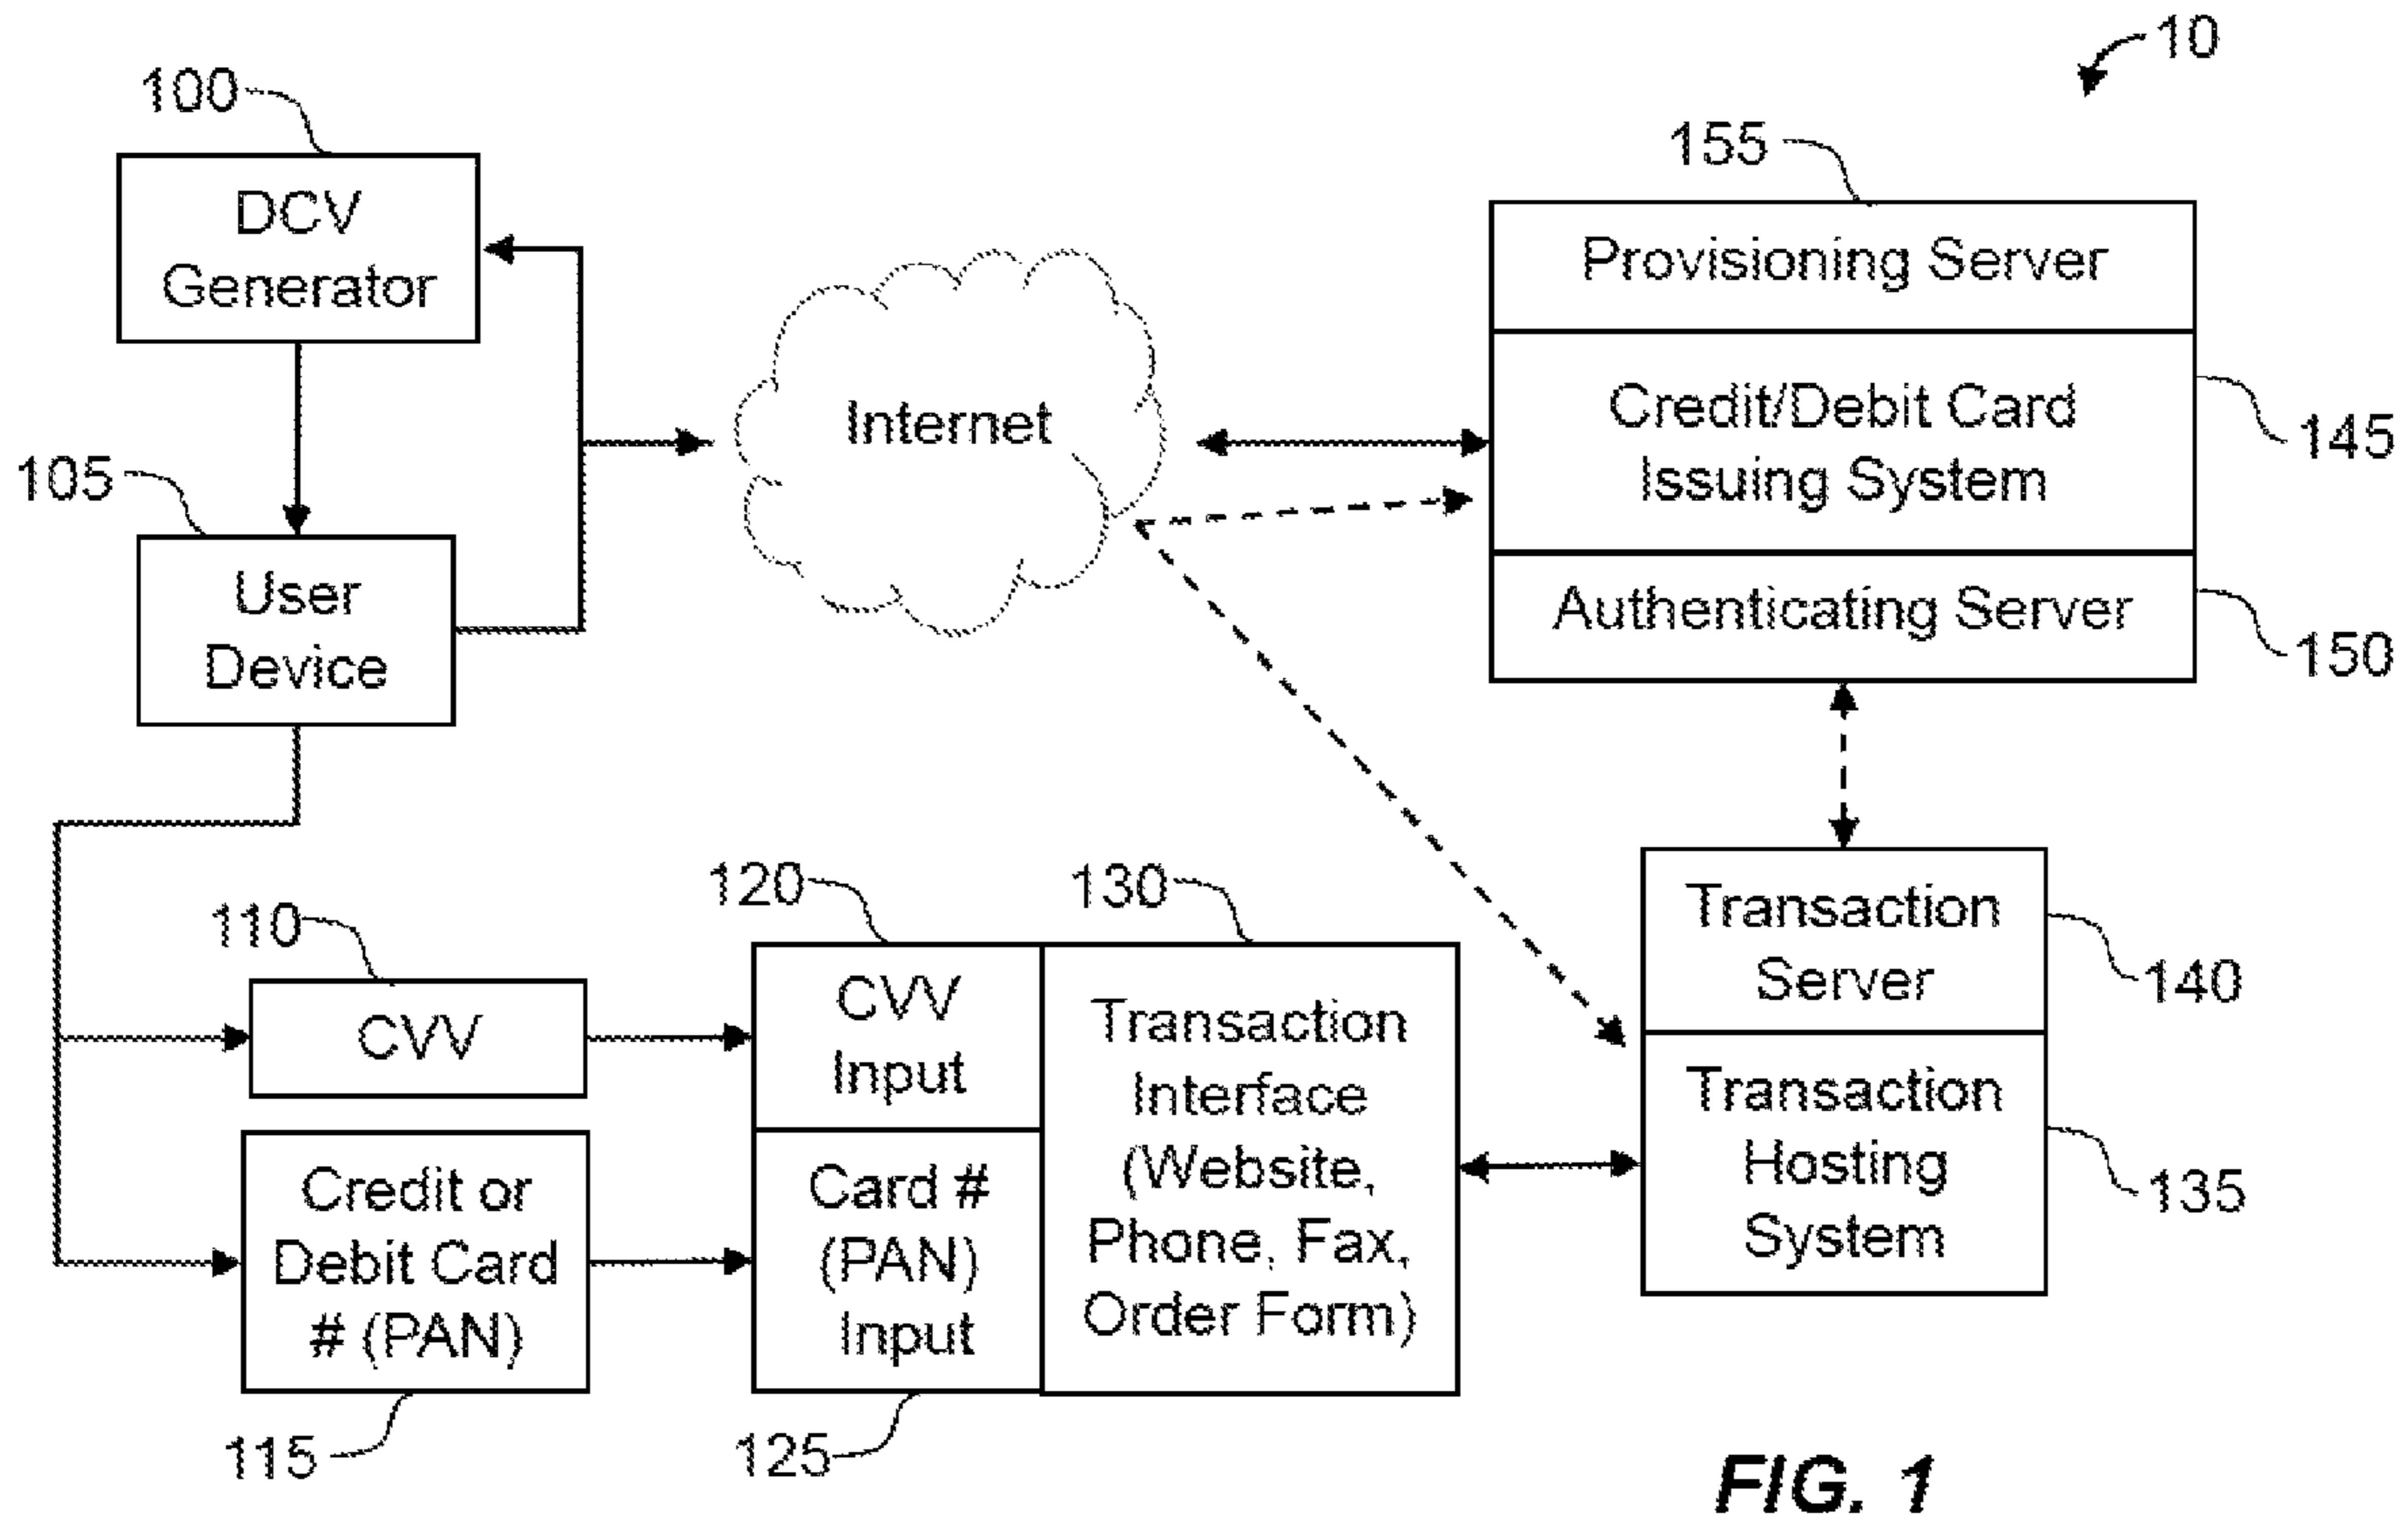 10
100
155
DCV
Generator
Provisioning Server
Internet
Credit/Debit Card
Issuing System
145
105
User
Device
Authenticating Server
150
120
130
110
Transaction
Server
140
CVV
CVV
Input
Transaction
Interface
(Website,
Phone, Fax,
Order Form)
Credit or
Debit Card
# (PAN)
Card #
(PAN)
Input
Transaction
Hosting
System
135
115
125
FIG. 1